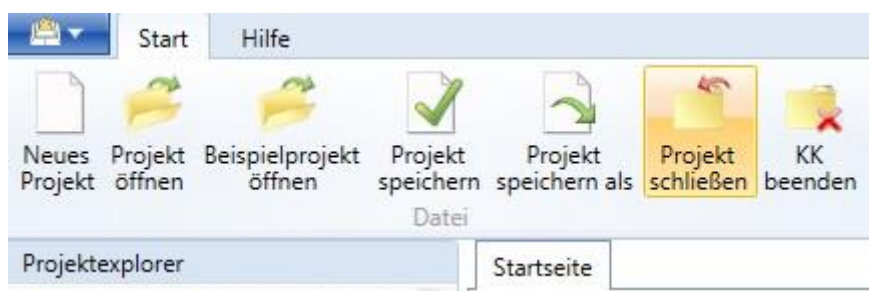 Start Hilfe
Neues Projekt Beispielprojekt Projekt Projekt Projekt KK
Projekt öffnen öffnen speichern speichern als schließen beenden
Datei
Projektexplorer Startseite